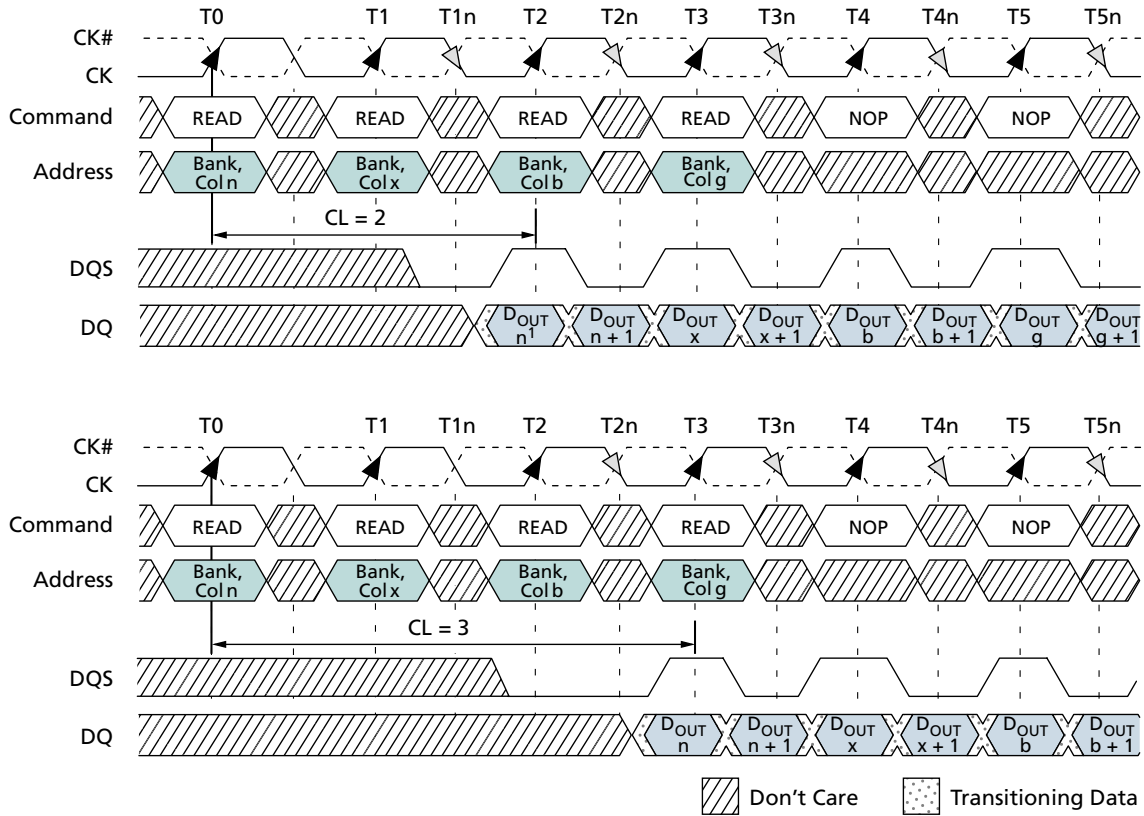 T0 T1 T1n T2 T2n T3 T3n T4 T4n T5 T5n
CK#
CK
Command READ READ READ READ NOP NOP
Address Bank, Col n Bank, Col x Bank, Col b Bank, Col g
CL = 2
DQS
DQ DOUT n1 DOUT n + 1 DOUT x DOUT x + 1 DOUT b DOUT b + 1 DOUT g DOUT g + 1
T0 T1 T1n T2 T2n T3 T3n T4 T4n T5 T5n
CK#
CK
Command READ READ READ READ NOP NOP
Address Bank, Col n Bank, Col x Bank, Col b Bank, Col g
CL = 3
DQS
DQ DOUT n DOUT n + 1 DOUT x DOUT x + 1 DOUT b DOUT b + 1
Don't Care Transitioning Data